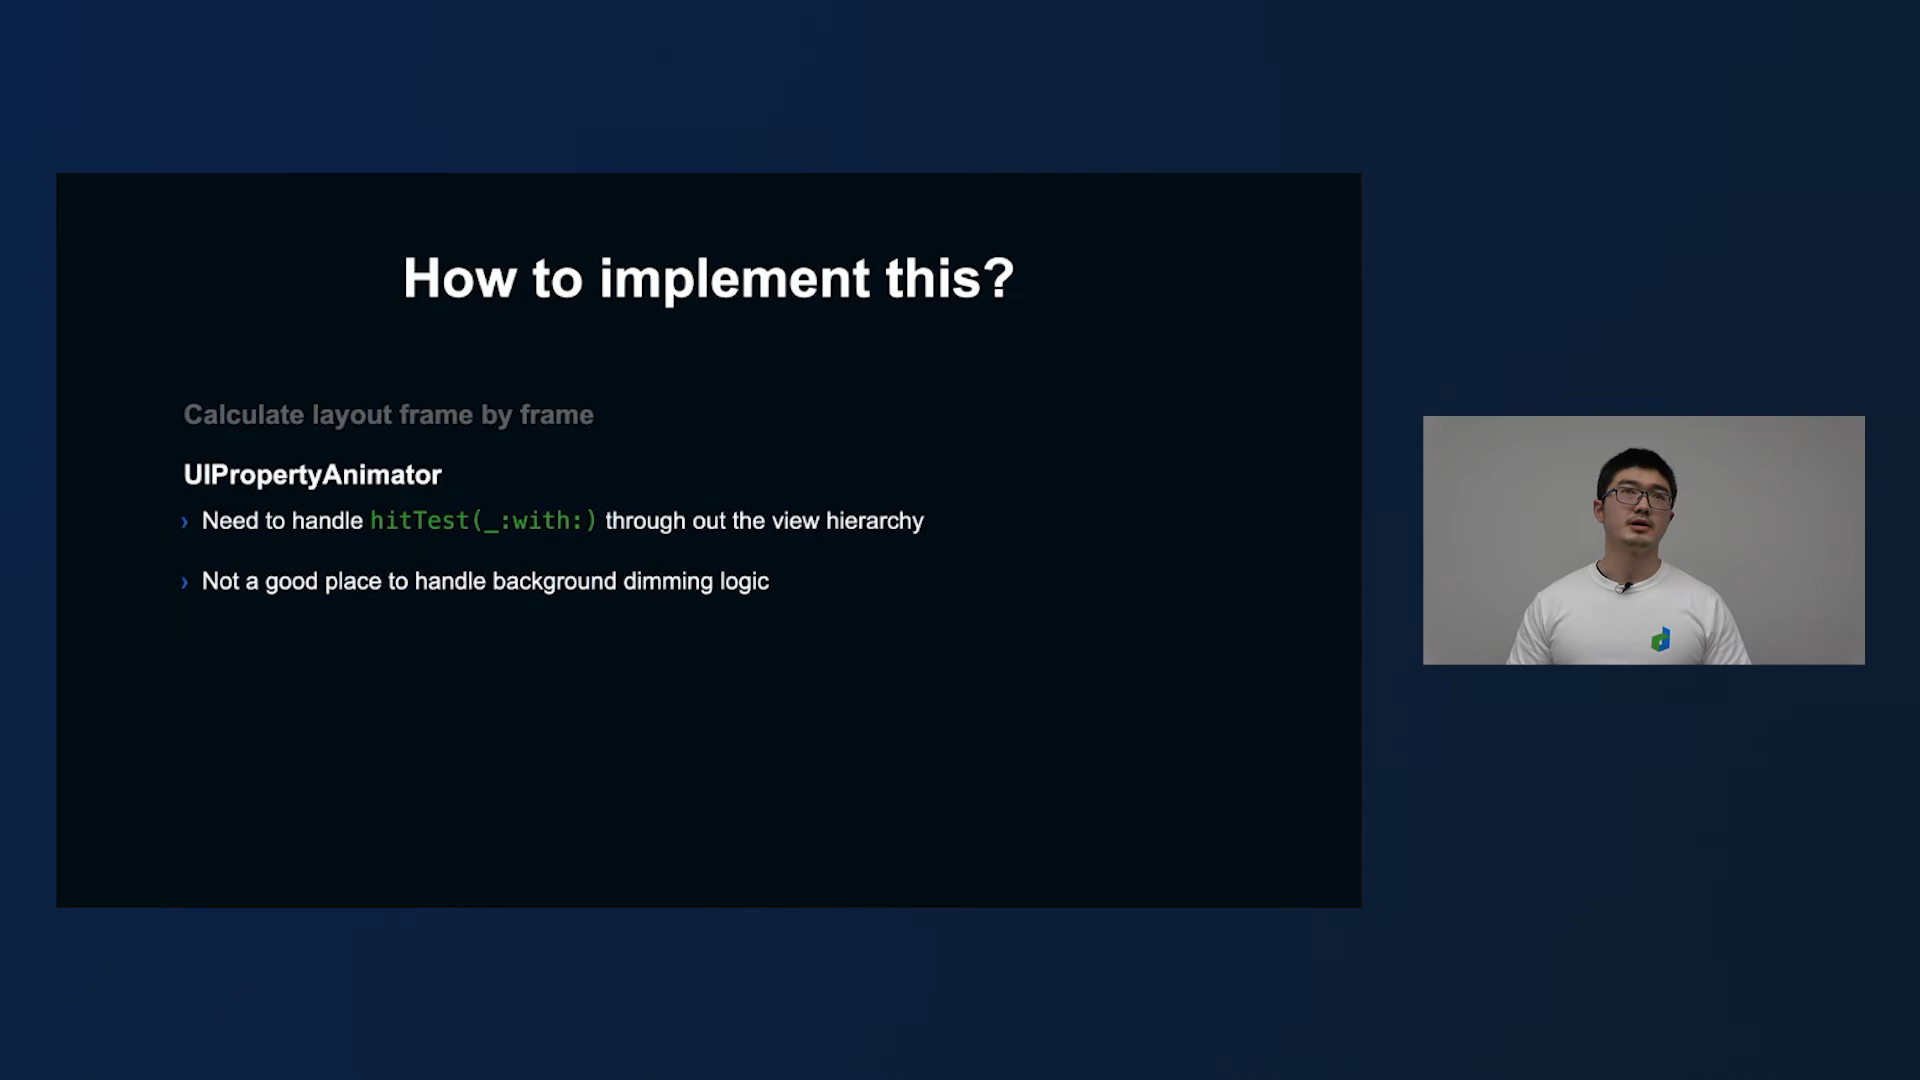 How to implement this?
Calculate layout frame by frame
UIPropertyAnimator
› Need to handle hitTest(_:with:) through out the view hierarchy
› Not a good place to handle background dimming logic